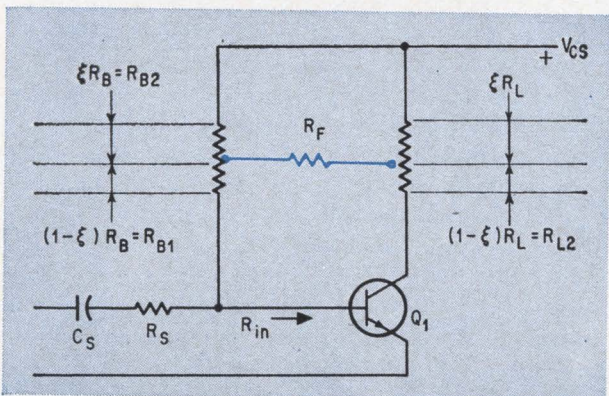 + V_CS
ξR_B = R_B2
R_F
ξR_L
(1-ξ) R_B = R_B1
(1-ξ) R_L = R_L2
C_S
R_S
R_in
Q_1